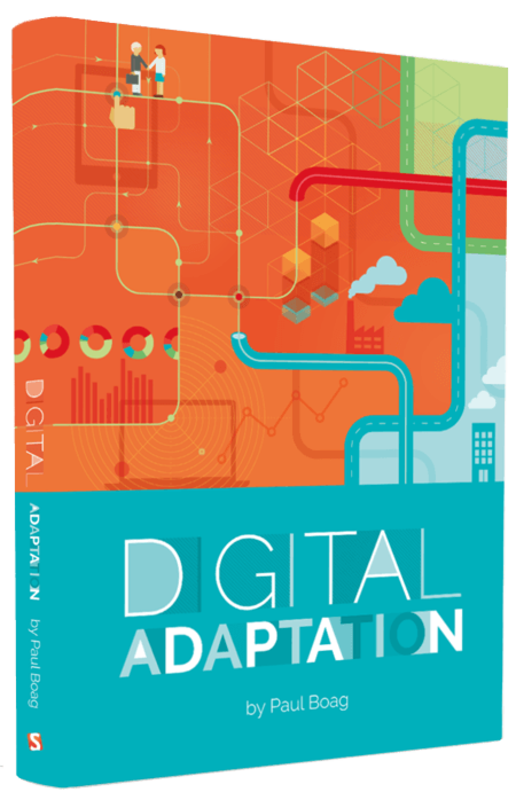 DIGITAL
ADAPTATION
by Paul Boag
DIGITAL
ADAPTATION by Paul Boag
S